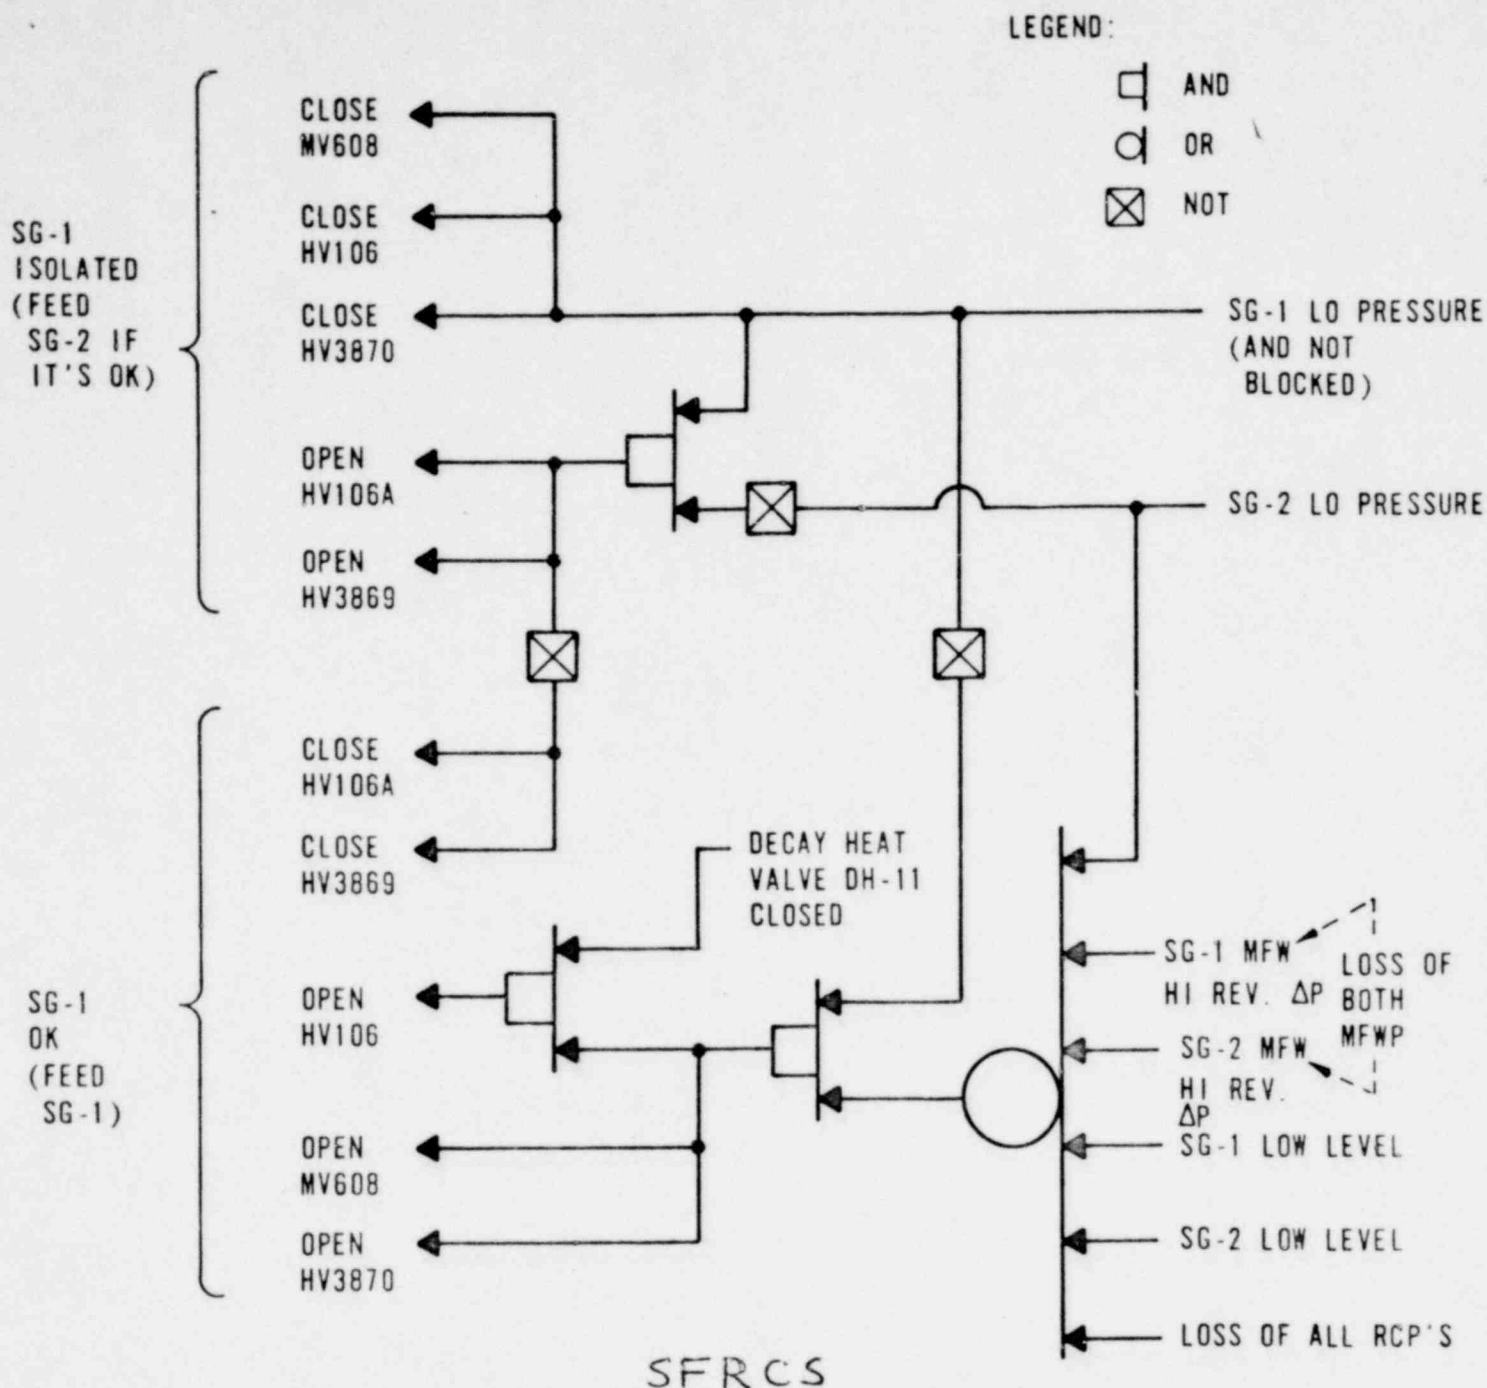 LEGEND:
AND
OR
NOT
SG-1
ISOLATED
(FEED
SG-2 IF
IT'S OK)
CLOSE
MV608
CLOSE
HV106
CLOSE
HV3870
OPEN
HV106A
OPEN
HV3869
SG-1 LO PRESSURE
(AND NOT
BLOCKED)
SG-2 LO PRESSURE
SG-1
OK
(FEED
SG-1)
CLOSE
HV106A
CLOSE
HV3869
OPEN
HV106
OPEN
MV608
OPEN
HV3870
DECAY HEAT
VALVE DH-11
CLOSED
SG-1 MFW
HI REV. ΔP
LOSS OF
BOTH
MFWP
SG-2 MFW
HI REV.
ΔP
SG-1 LOW LEVEL
SG-2 LOW LEVEL
LOSS OF ALL RCP'S
SFRCS